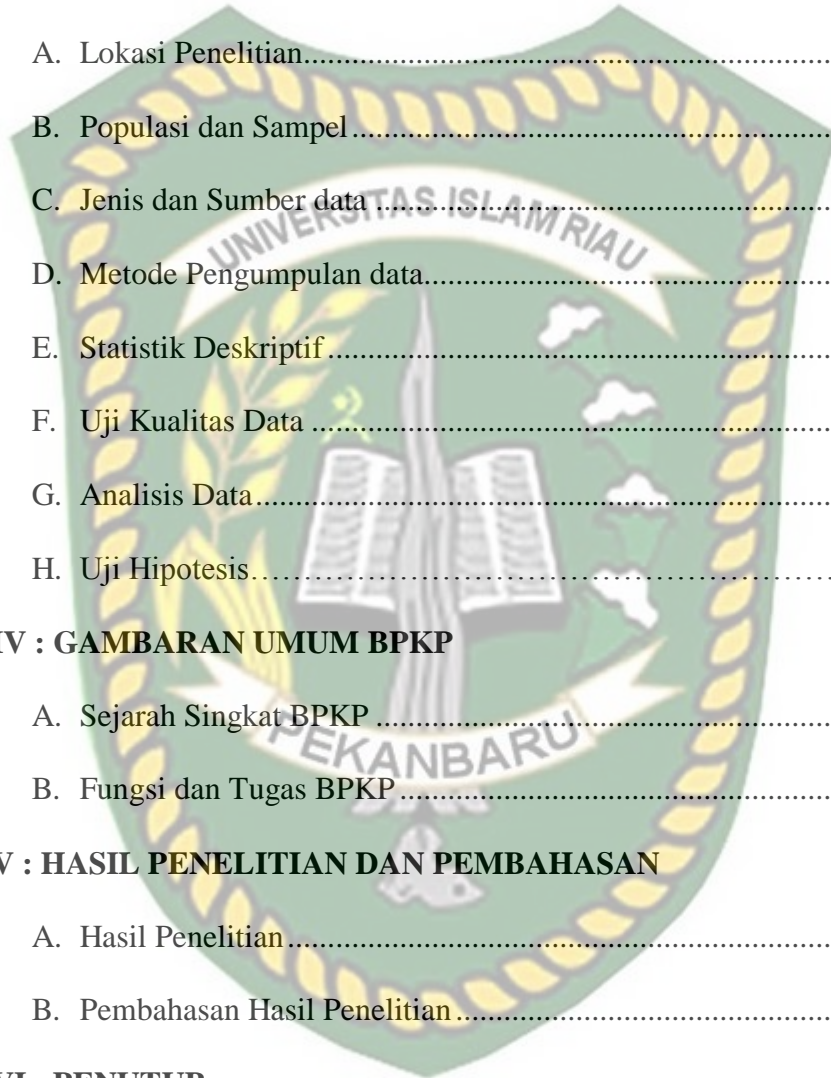 A. Lokasi Penelitian
B. Populasi dan Sampel
C. Jenis dan Sumber data
UNIVERSITAS ISLAM RIAU
D. Metode Pengumpulan data
E. Statistik Deskriptif
F. Uji Kualitas Data
G. Analisis Data
H. Uji Hipotesis
IV : GAMBARAN UMUM BPKP
A. Sejarah Singkat BPKP
PEKANBARU
B. Fungsi dan Tugas BPKP
V : HASIL PENELITIAN DAN PEMBAHASAN
A. Hasil Penelitian
B. Pembahasan Hasil Penelitian